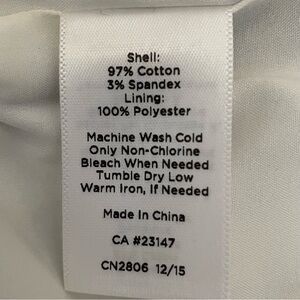 Shell:
97% Cotton
3% Spandex
Lining:
100% Polyester
Machine Wash Cold
Only Non-Chlorine
Bleach When Needed
Tumble Dry Low
Warm Iron, If Needed
Made In China
CA #23147
CN2806 12/15